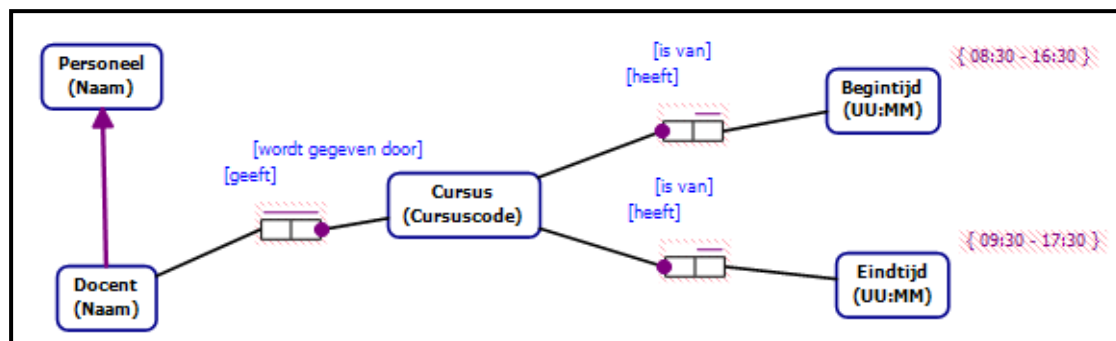 Personeel
(Naam)
[wordt gegeven door]
[geeft]
Docent
(Naam)
Cursus
(Cursuscode)
[is van]
[heeft]
Begintijd
(UU:MM)
{ 08:30 - 16:30 }
[is van]
[heeft]
Eindtijd
(UU:MM)
{ 09:30 - 17:30 }